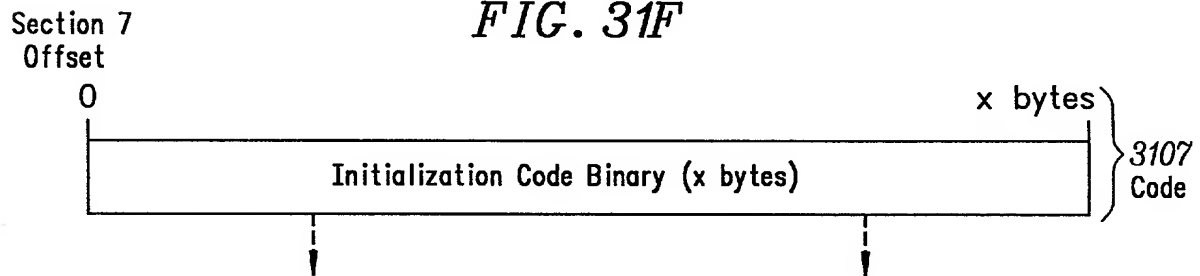 FIG. 31F
Section 7
Offset
0
x bytes
Initialization Code Binary (x bytes)
3107
Code